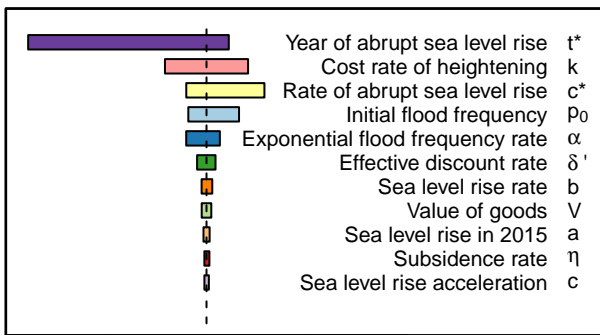 Year of abrupt sea level rise t*
Cost rate of heightening k
Rate of abrupt sea level rise c*
Initial flood frequency p₀
Exponential flood frequency rate α
Effective discount rate δ'
Sea level rise rate b
Value of goods V
Sea level rise in 2015 a
Subsidence rate η
Sea level rise acceleration c